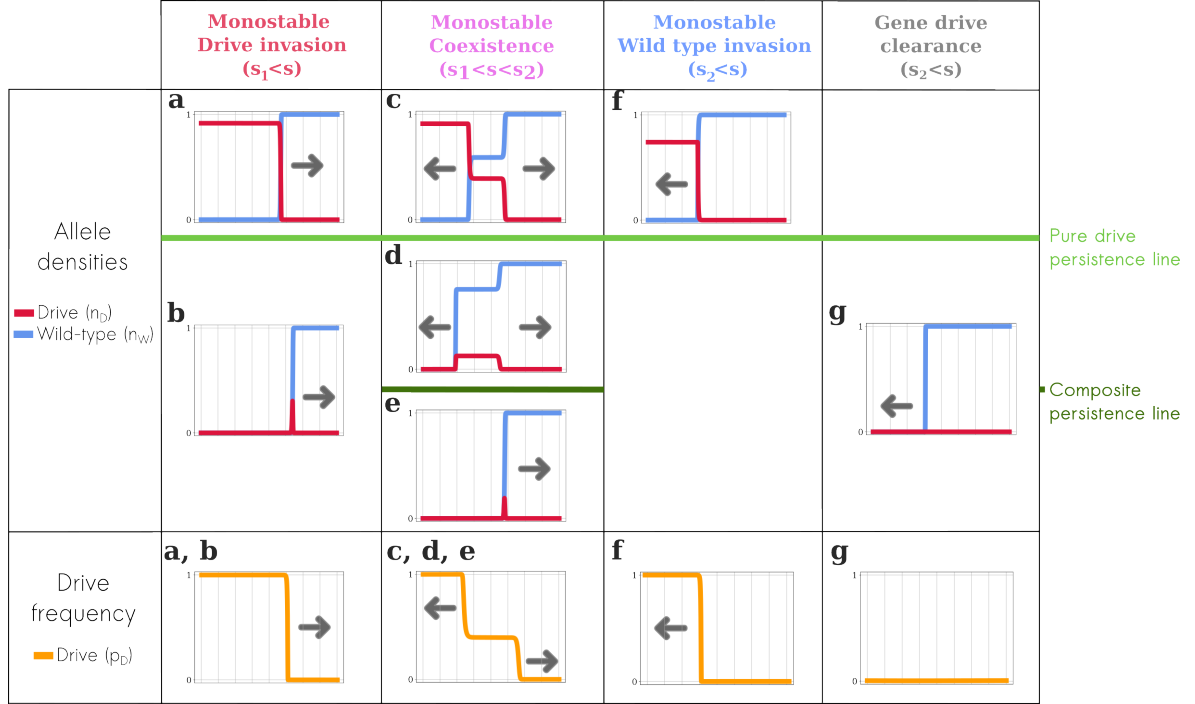 Monostable
Drive invasion
(s1<s)
Monostable
Coexistence
(s1<s<s2)
Monostable
Wild type invasion
(s2<s)
Gene drive
clearance
(s2<s)
Allele
densities
Drive (nD)
Wild-type (nW)
a
1
0
c
1
0
f
1
0
Pure drive
persistence line
b
1
0
d
1
0
g
1
0
Composite
persistence line
e
1
0
Drive
frequency
Drive (pD)
a, b
1
0
c, d, e
1
0
f
1
0
g
1
0